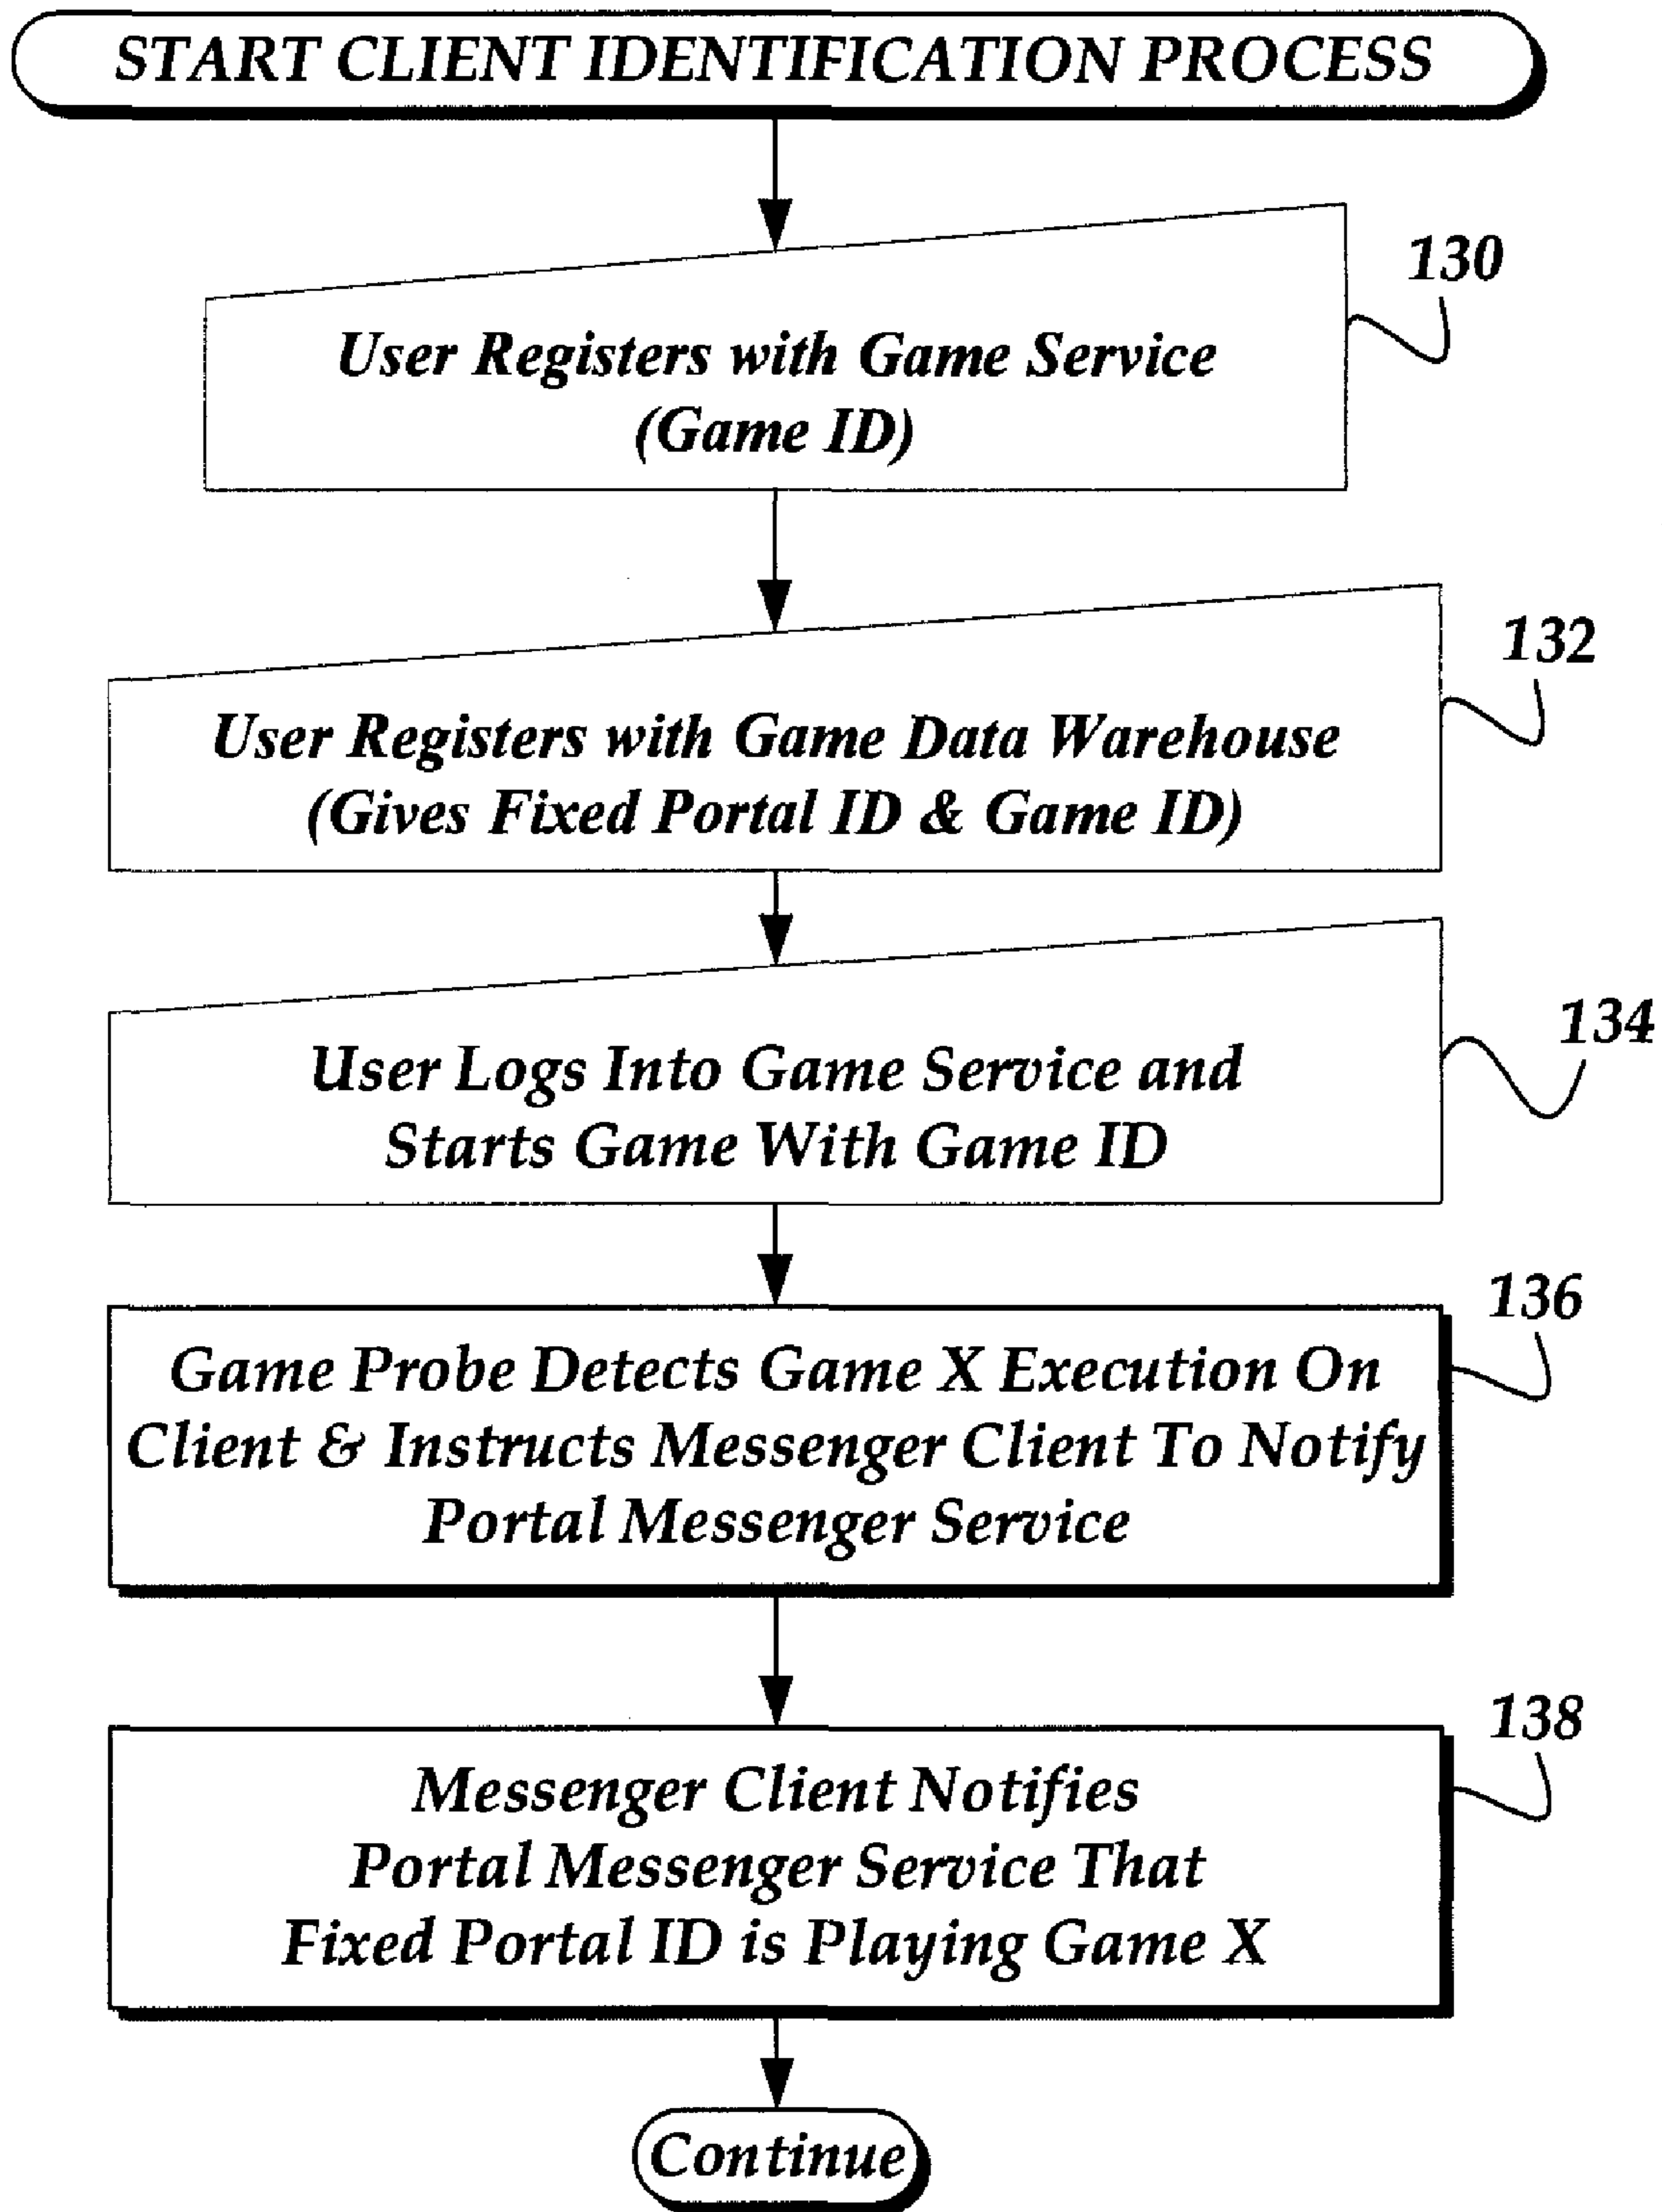 START CLIENT IDENTIFICATION PROCESS
130
User Registers with Game Service
(Game ID)
132
User Registers with Game Data Warehouse
(Gives Fixed Portal ID & Game ID)
134
User Logs Into Game Service and
Starts Game With Game ID
136
Game Probe Detects Game X Execution On
Client & Instructs Messenger Client To Notify
Portal Messenger Service
138
Messenger Client Notifies
Portal Messenger Service That
Fixed Portal ID is Playing Game X
Continue